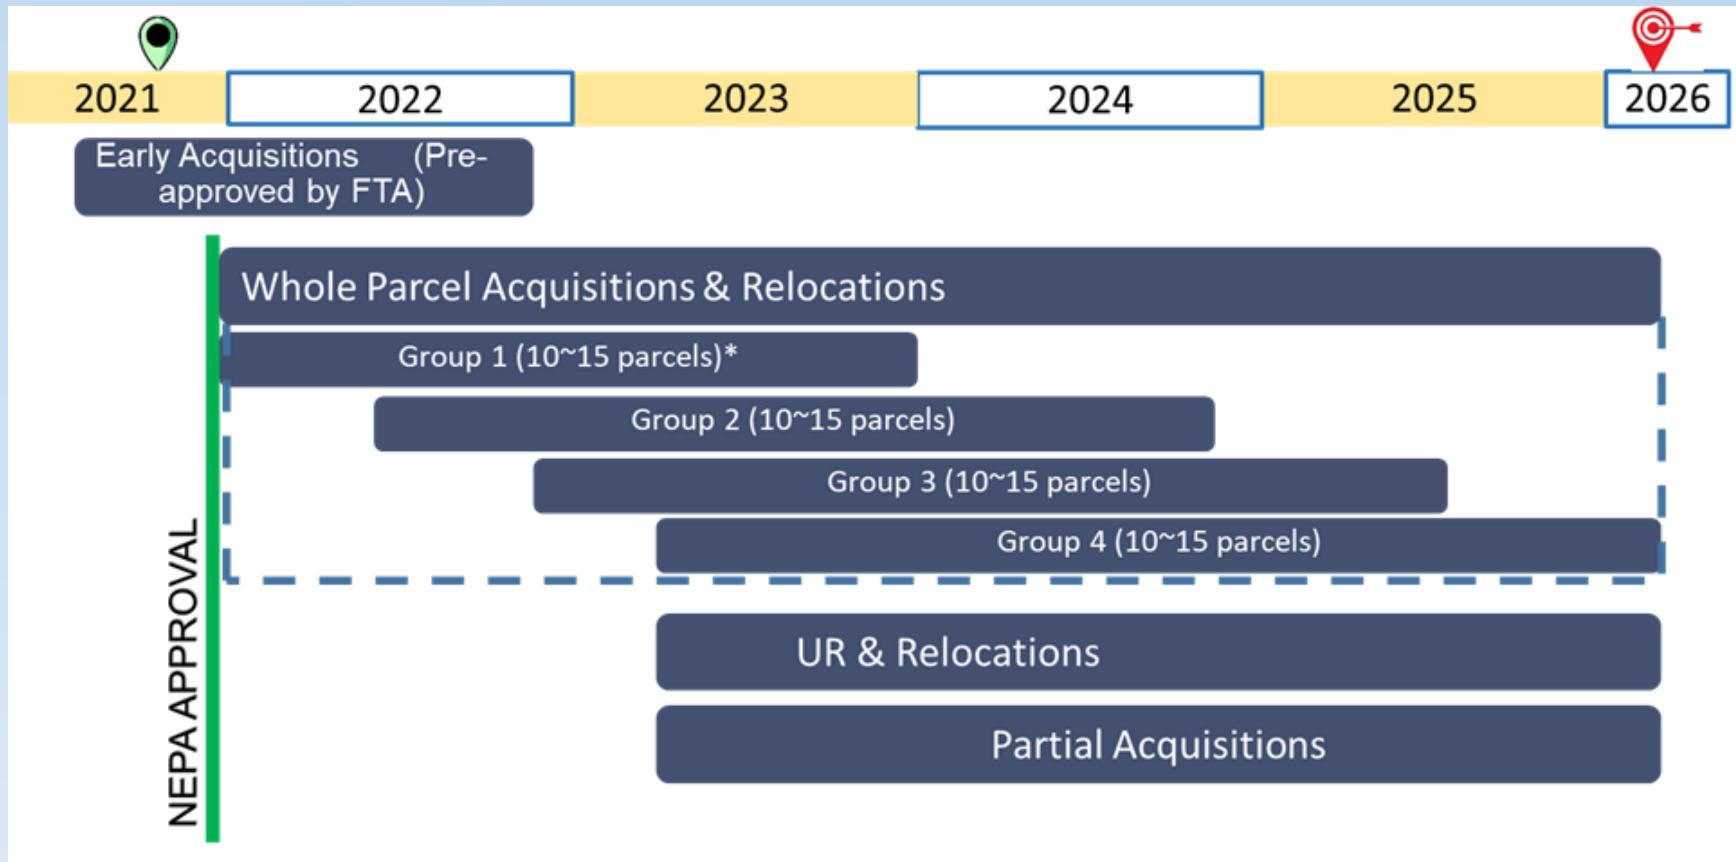 2021 2022 2023 2024 2025 2026
Early Acquisitions (Pre-
approved by FTA)
Whole Parcel Acquisitions & Relocations
Group 1 (10~15 parcels)*
Group 2 (10~15 parcels)
Group 3 (10~15 parcels)
Group 4 (10~15 parcels)
UR & Relocations
Partial Acquisitions
NEPA APPROVAL